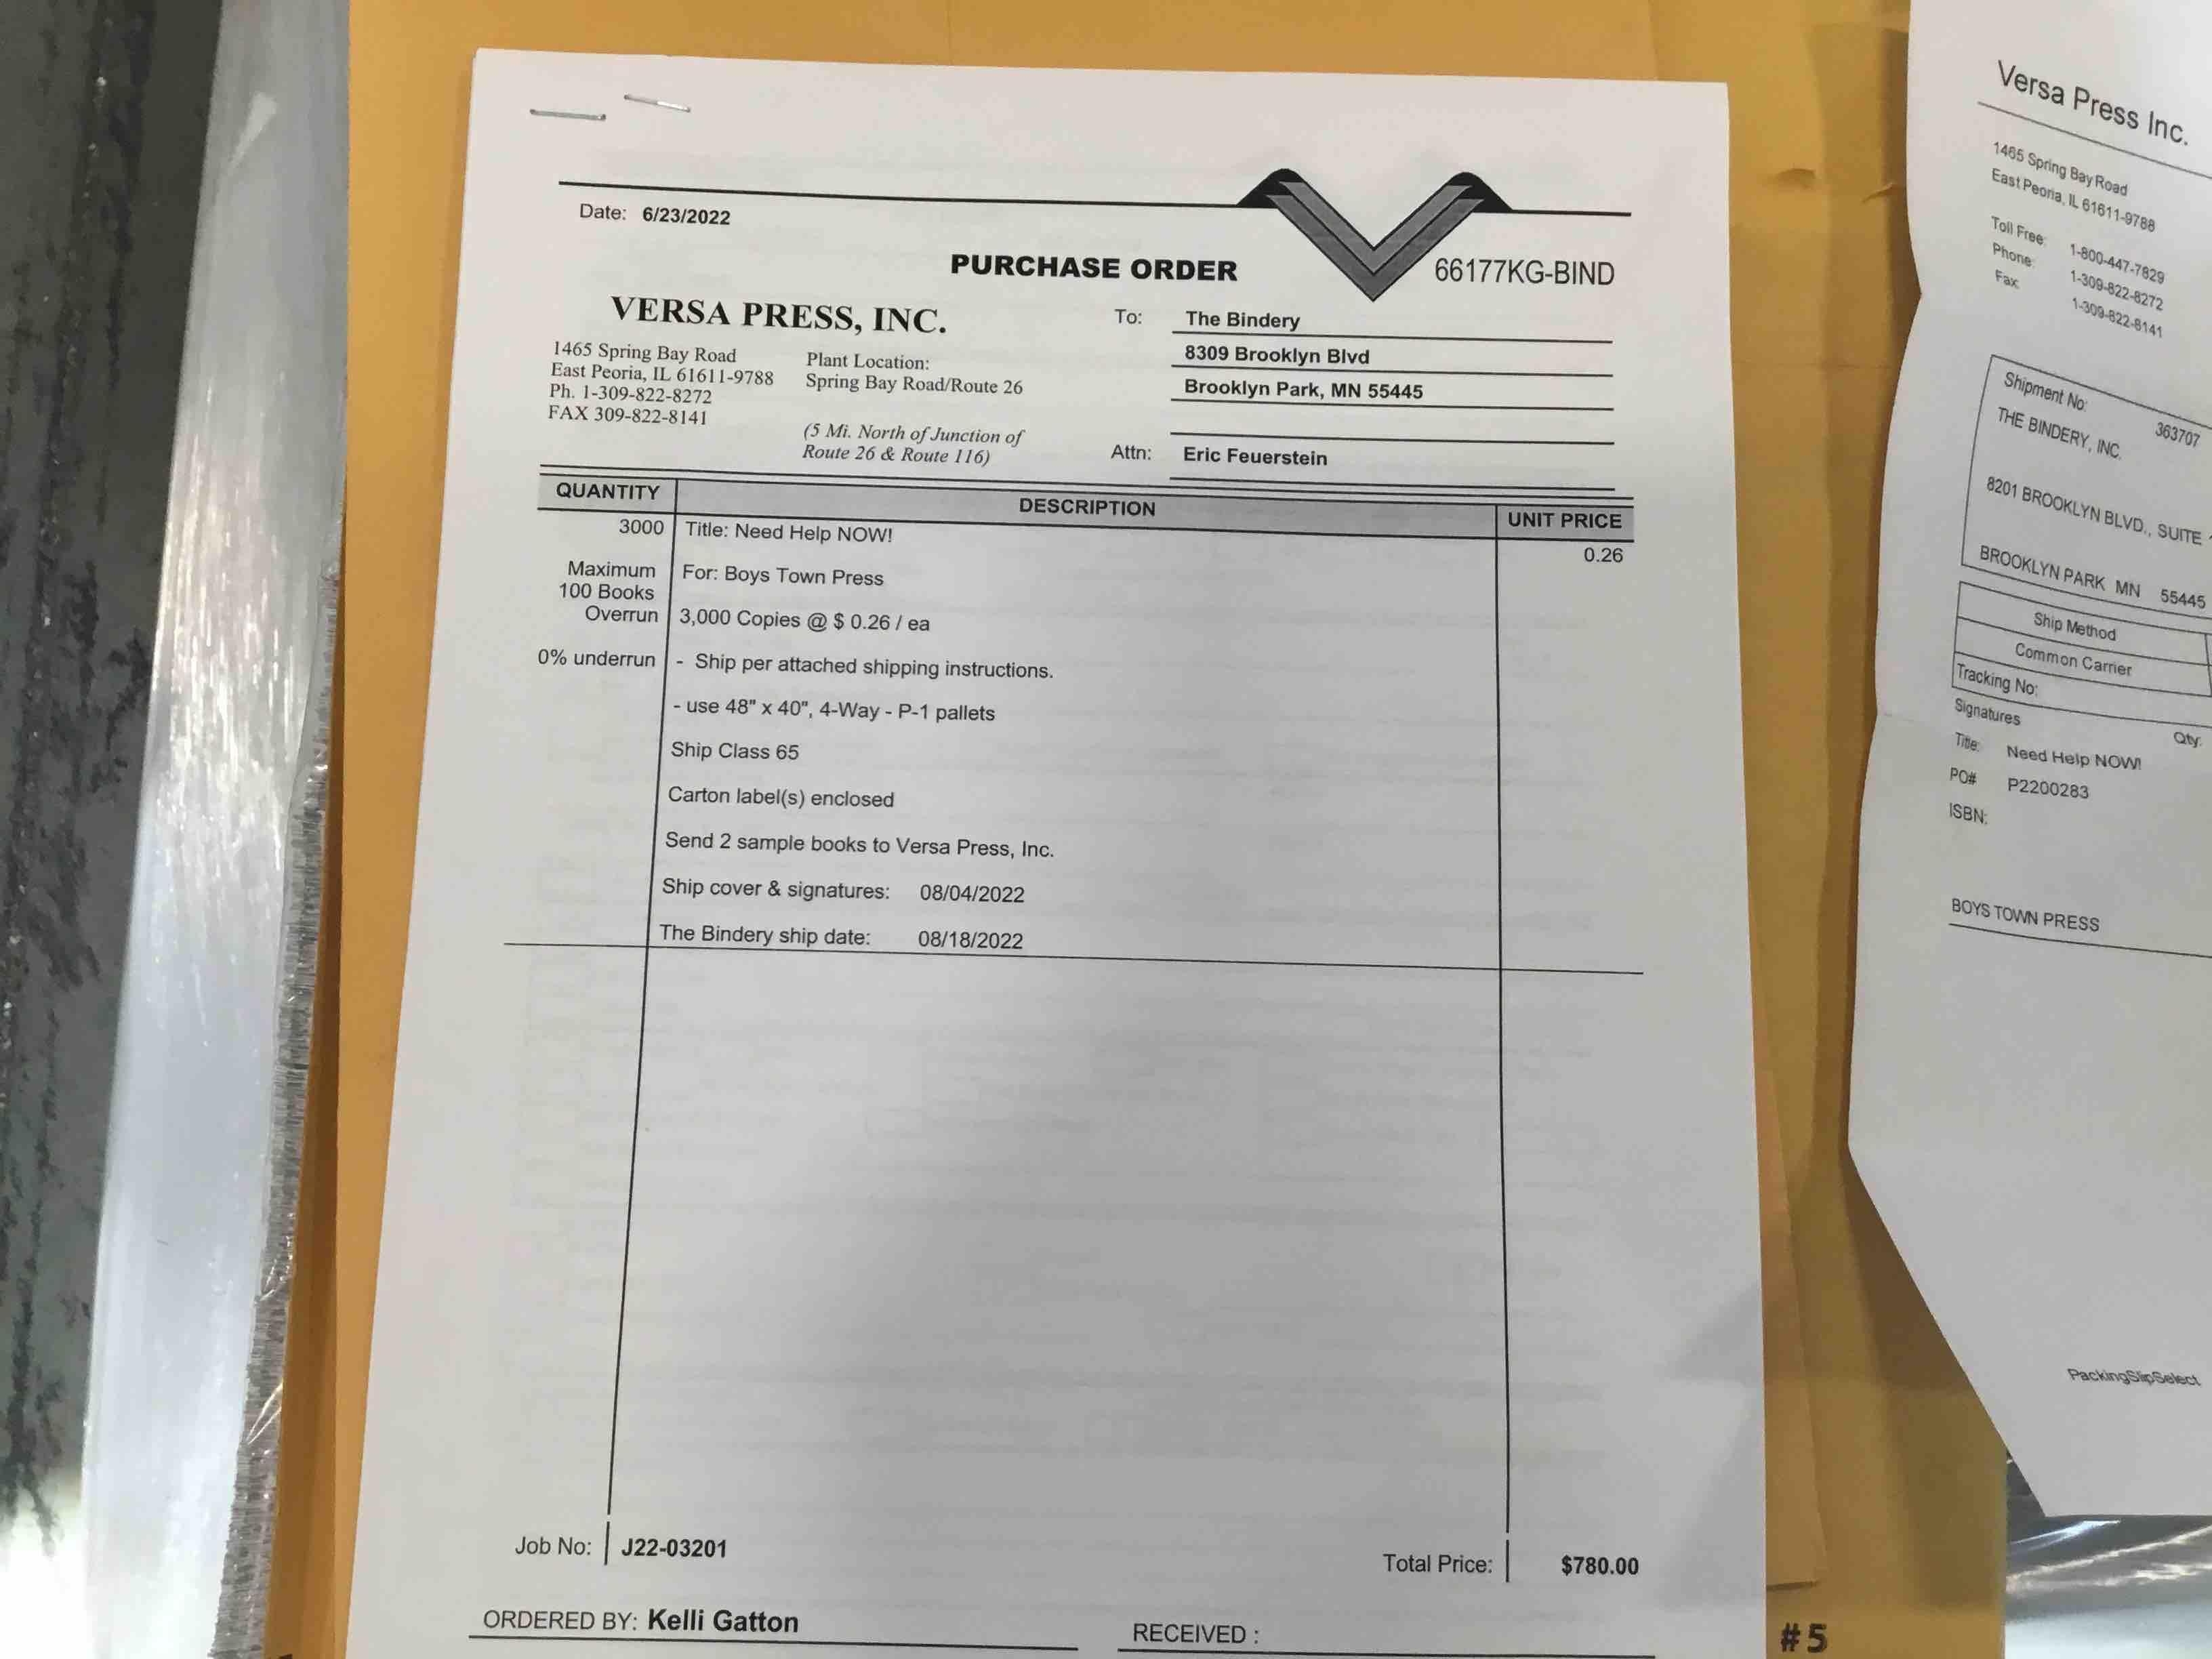 Date: 6/23/2022
PURCHASE ORDER
66177KG-BIND
VERSA PRESS, INC.
1465 Spring Bay Road
East Peoria, IL 61611-9788
Ph. 1-309-822-8272
FAX 309-822-8141
Plant Location:
Spring Bay Road/Route 26
(5 Mi. North of Junction of
Route 26 & Route 116)
To: The Bindery
8309 Brooklyn Blvd
Brooklyn Park, MN 55445
Attn: Eric Feuerstein
QUANTITY DESCRIPTION UNIT PRICE
3000 Title: Need Help NOW! 0.26
Maximum
100 Books
Overrun
0% underrun
For: Boys Town Press
3,000 Copies @ $ 0.26 / ea
- Ship per attached shipping instructions.
- use 48" x 40", 4-Way - P-1 pallets
Ship Class 65
Carton label(s) enclosed
Send 2 sample books to Versa Press, Inc.
Ship cover & signatures: 08/04/2022
The Bindery ship date: 08/18/2022
Job No: J22-03201
Total Price: $780.00
ORDERED BY: Kelli Gatton
RECEIVED :
#5
Versa Press Inc.
1465 Spring Bay Road
East Peoria, IL 61611-9788
Toll Free: 1-800-447-7829
Phone: 1-309-822-8272
Fax: 1-309-822-8141
Shipment No: 363707
THE BINDERY, INC.
8201 BROOKLYN BLVD., SUITE
BROOKLYN PARK MN 55445
Ship Method
Common Carrier
Tracking No:
Signatures
Qty:
Title: Need Help NOW!
PO# P2200283
ISBN:
BOYS TOWN PRESS
PackingSlipSelect